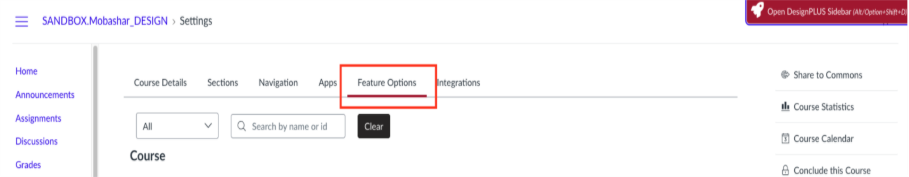 SANDBOX.Mobashar_DESIGN › Settings
Open DesignPLUS Sidebar (Alt/Option+Shift+D)
Home
Announcements
Assignments
Discussions
Grades
Course Details Sections Navigation Apps Feature Options Integrations
All Search by name or id Clear
Course
Share to Commons
Course Statistics
Course Calendar
Conclude this Course